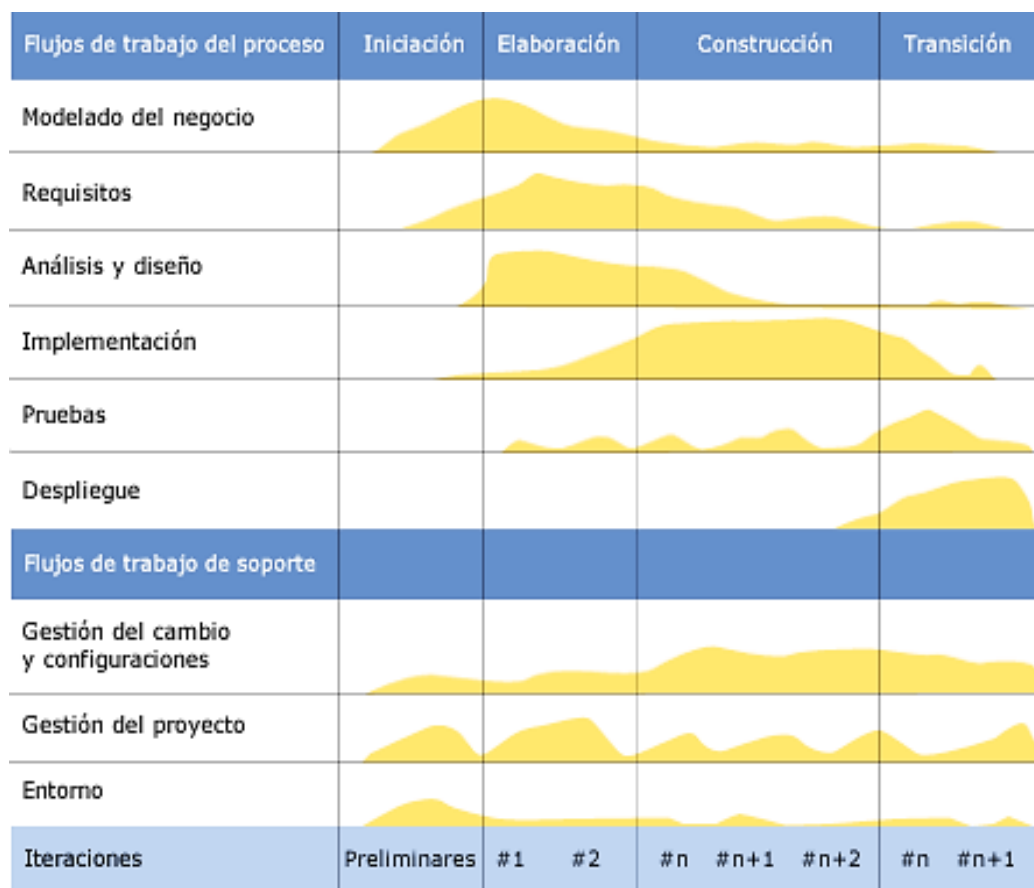 Flujos de trabajo del proceso Iniciación Elaboración Construcción Transición
Modelado del negocio
Requisitos
Análisis y diseño
Implementación
Pruebas
Despliegue
Flujos de trabajo de soporte
Gestión del cambio
y configuraciones
Gestión del proyecto
Entorno
Iteraciones Preliminares #1 #2 #n #n+1 #n+2 #n #n+1